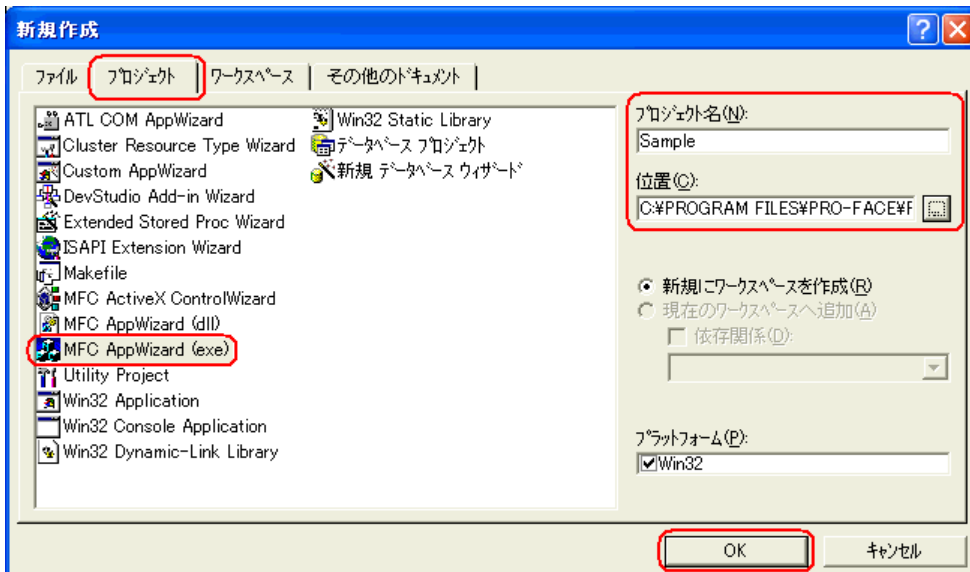 新規作成
ファイル
プロジェクト
ワークスペース
その他のドキュメント
ATL COM AppWizard
Cluster Resource Type Wizard
Custom AppWizard
DevStudio Add-in Wizard
Extended Stored Proc Wizard
ISAPI Extension Wizard
Makefile
MFC ActiveX ControlWizard
MFC AppWizard (dll)
MFC AppWizard (exe)
Utility Project
Win32 Application
Win32 Console Application
Win32 Dynamic-Link Library
Win32 Static Library
データベース プロジェクト
新規 データベース ウィザード
プロジェクト名(N):
Sample
位置(C):
C:¥PROGRAM FILES¥PRO-FACE¥F
...
新規にワークスペースを作成(R)
現在のワークスペースへ追加(A)
依存関係(D):
プラットフォーム(P):
Win32
OK
キャンセル